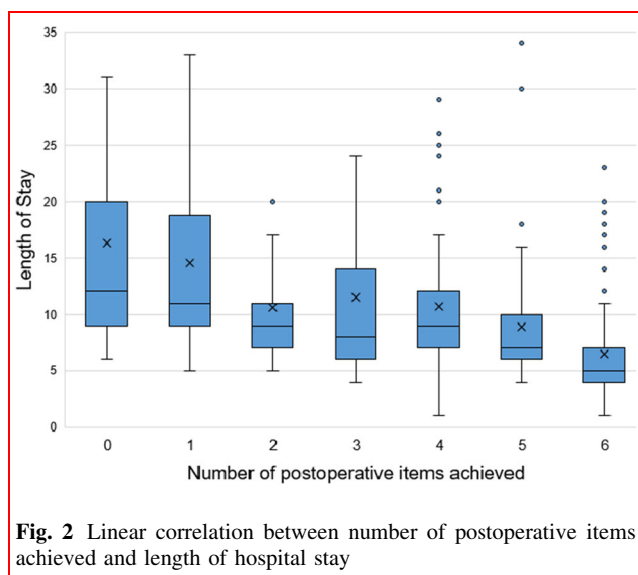 35
30
25
20
15
10
5
0
Length of Stay
0 1 2 3 4 5 6
Number of postoperative items achieved
Fig. 2 Linear correlation between number of postoperative items
achieved and length of hospital stay